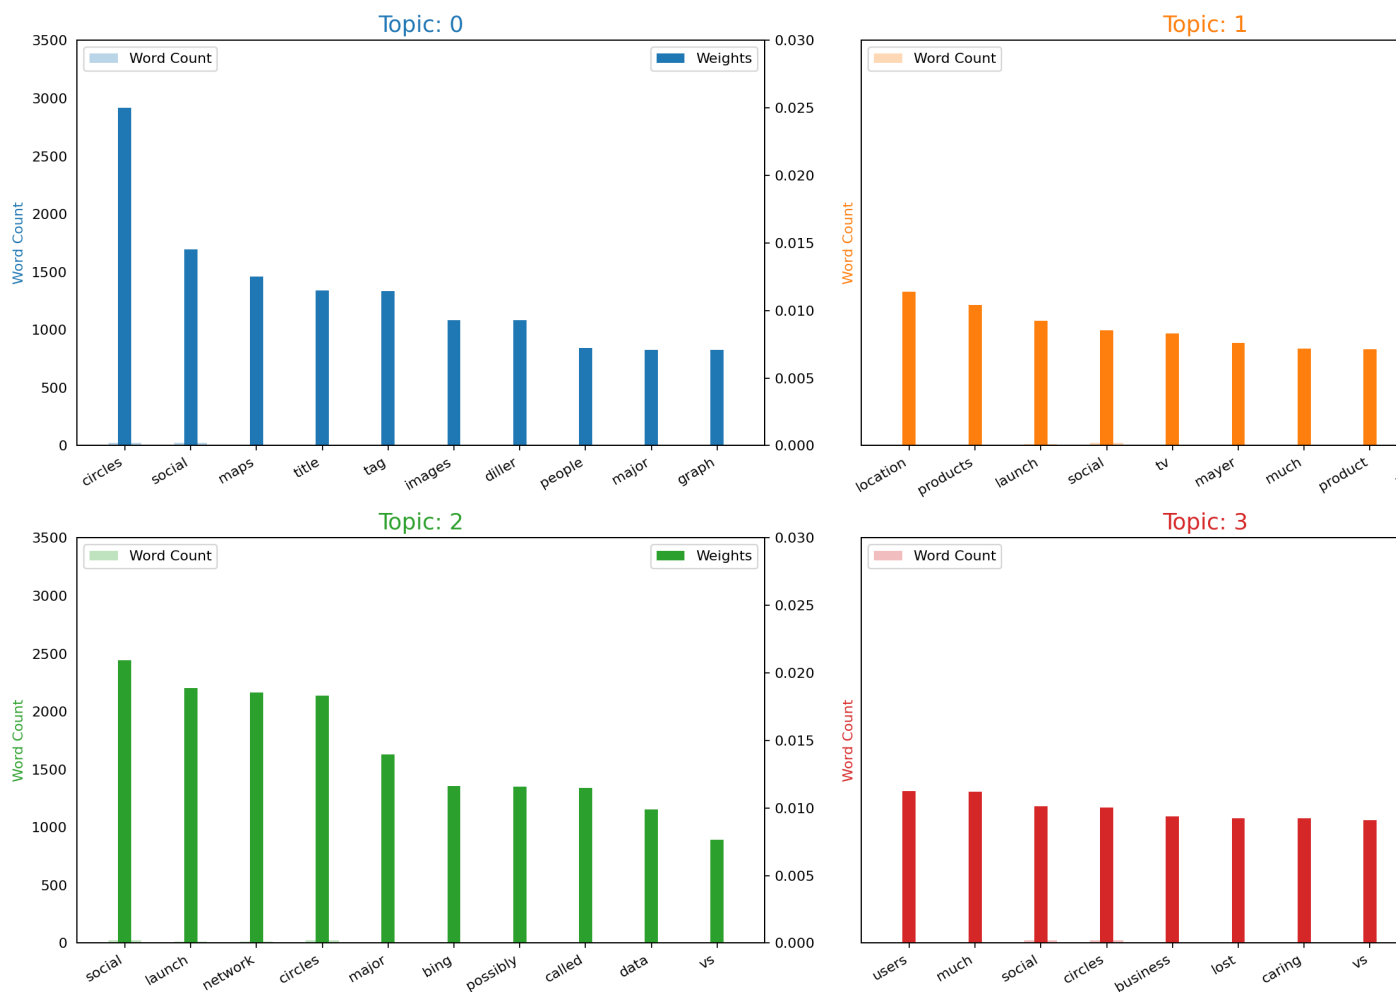 Topic: 0
Word Count
Weights
Word Count
3500
3000
2500
2000
1500
1000
500
0
0.030
0.025
0.020
0.015
0.010
0.005
0.000
circles
social
maps
title
tag
images
diller
people
major
graph
Topic: 1
Word Count
Word Count
location
products
launch
social
tv
mayer
much
product
Topic: 2
Word Count
Weights
Word Count
3500
3000
2500
2000
1500
1000
500
0
0.030
0.025
0.020
0.015
0.010
0.005
0.000
social
launch
network
circles
major
bing
possibly
called
data
vs
Topic: 3
Word Count
Word Count
users
much
social
circles
business
lost
caring
vs